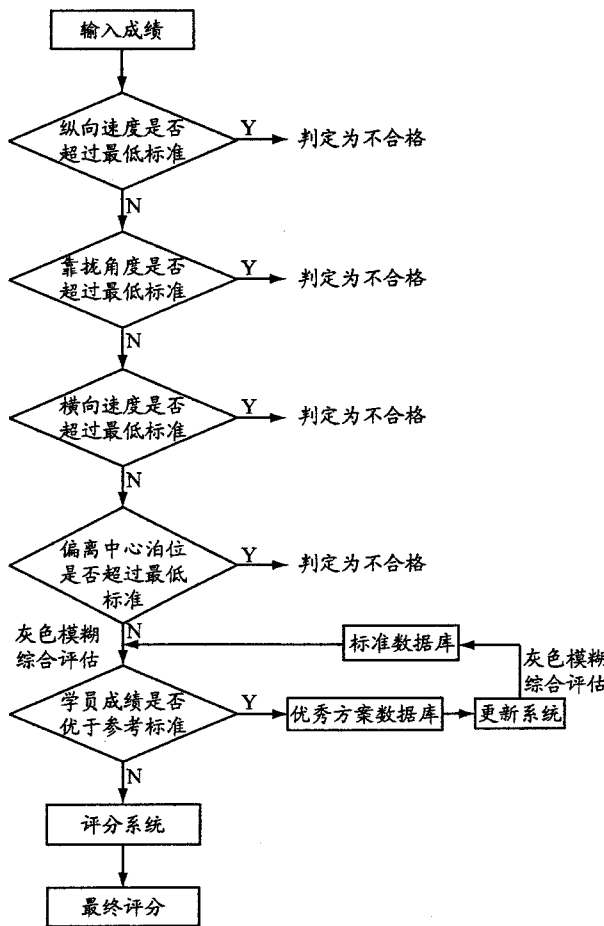 输入成绩
纵向速度是否
超过最低标准
Y
判定为不合格
N
靠拢角度是否
超过最低标准
Y
判定为不合格
N
横向速度是否
超过最低标准
Y
判定为不合格
N
偏离中心泊位
是否超过最低
标准
Y
判定为不合格
N
灰色模糊
综合评估
标准数据库
灰色模糊
综合评估
学员成绩是否
优于参考标准
Y
优秀方案数据库
更新系统
N
评分系统
最终评分